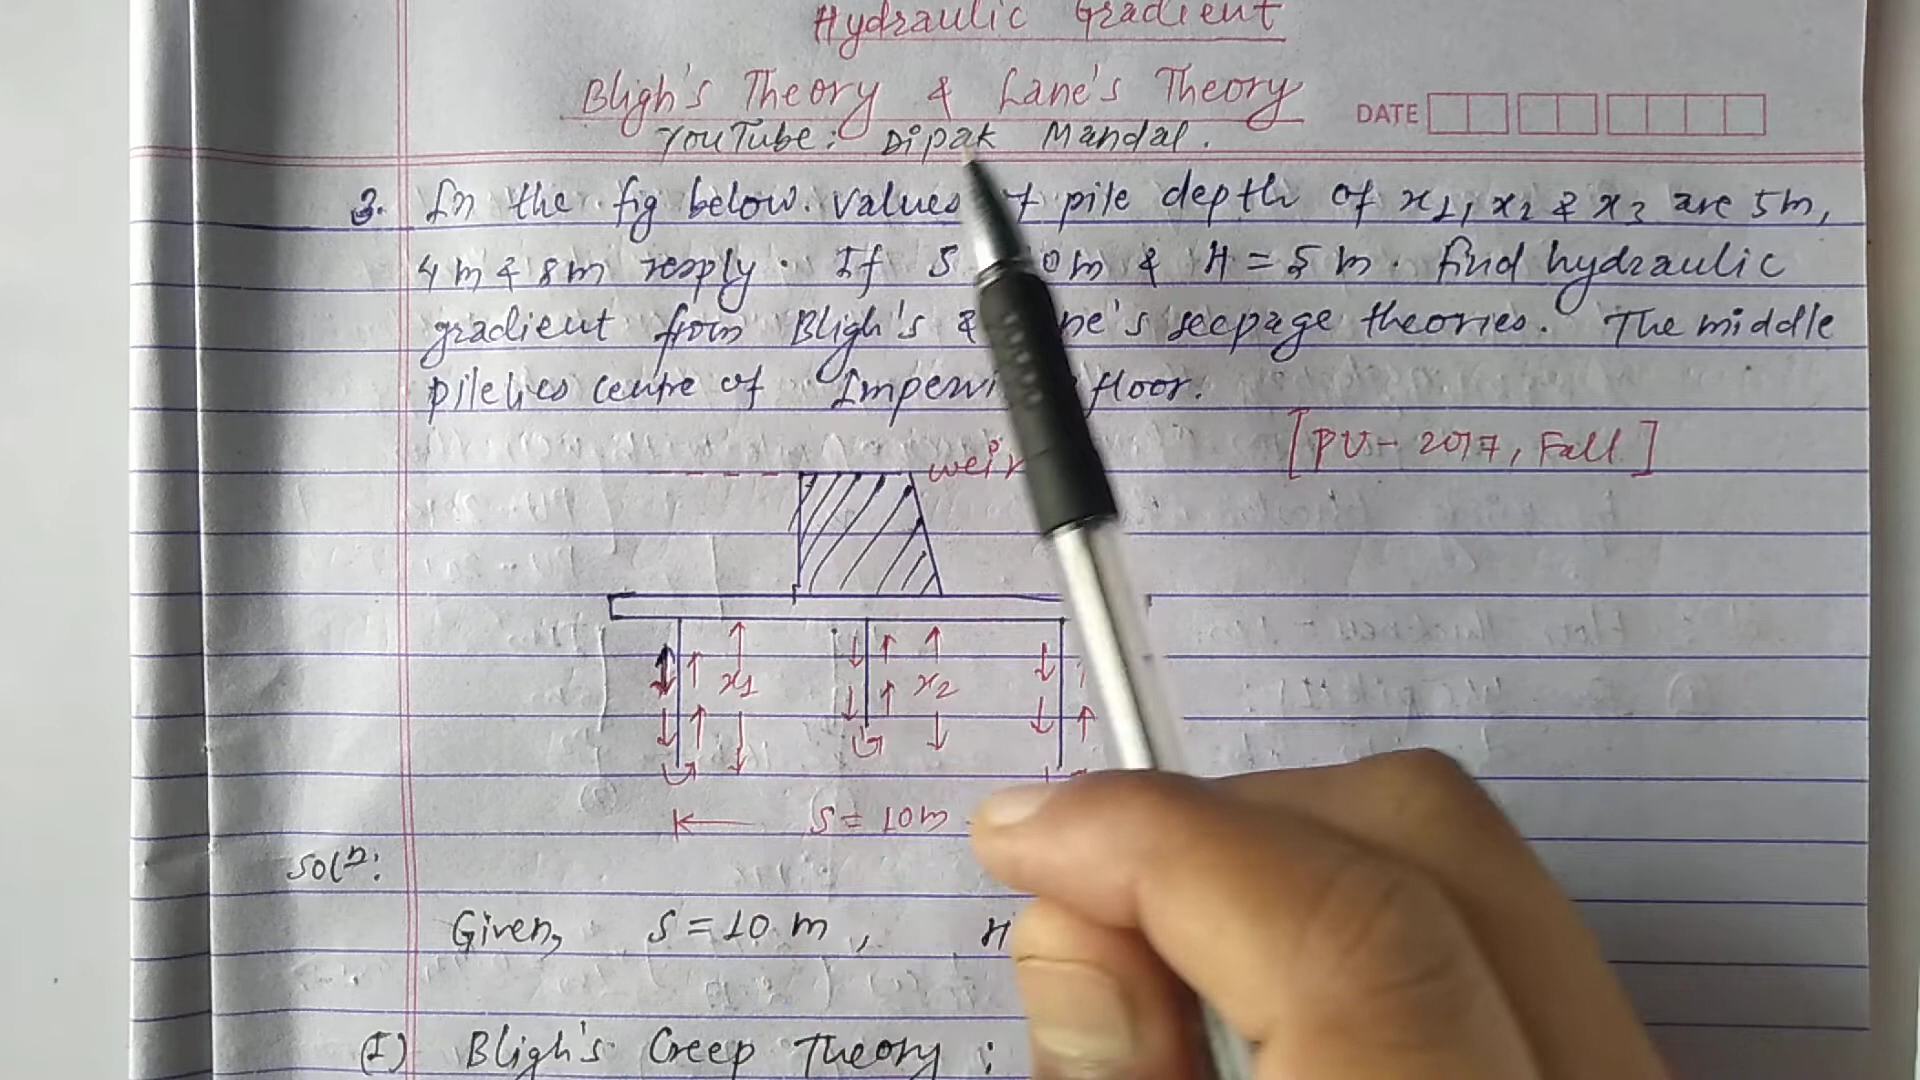 Hydraulic Gradient
Bligh's Theory & Lane's Theory
DATE
YouTube: Dipak Mandal.
3. In the fig below. values of pile depth of x1, x2 & x3 are 5m,
4m & 8m resply. If S 0m & H = 5 m. find hydraulic
gradient from Bligh's & ne's seepage theories. The middle
pile lies centre of floor.
[PU- 2017, Fall]
weir
x1 x2
S = 10m
Solⁿ:
Given, S = 10 m, H
(I) Bligh's Creep Theory: